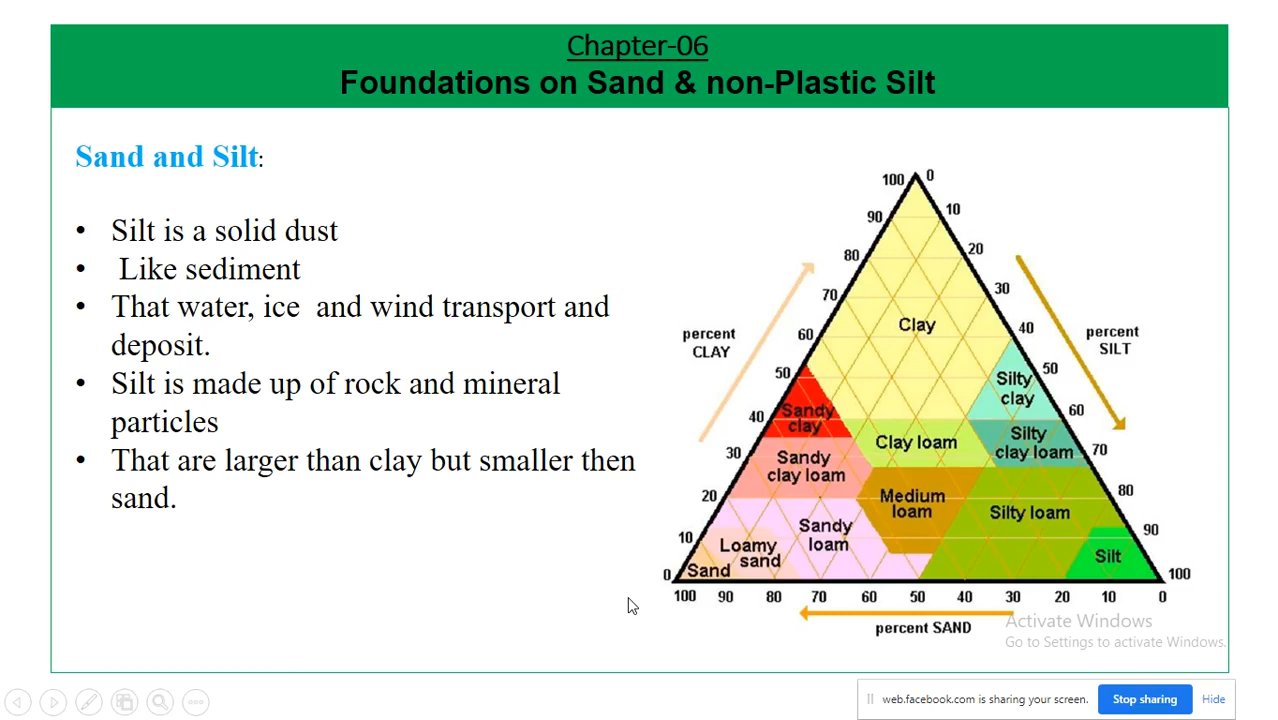 Chapter-06
Foundations on Sand & non-Plastic Silt
Sand and Silt:
• Silt is a solid dust
• Like sediment
• That water, ice and wind transport and
deposit.
• Silt is made up of rock and mineral
particles
• That are larger than clay but smaller then
sand.
100 0
90 10
80 20
70 30
60 40
50 50
40 60
30 70
20 80
10 90
0 100
percent
CLAY
percent
SILT
Clay
Silty
clay
Sandy
clay
Clay loam
Silty
clay loam
Sandy
clay loam
Medium
loam
Silty loam
Sandy
loam
Loamy
sand
Sand
Silt
100 90 80 70 60 50 40 30 20 10 0
percent SAND
Activate Windows
Go to Settings to activate Windows.
web.facebook.com is sharing your screen.
Stop sharing
Hide